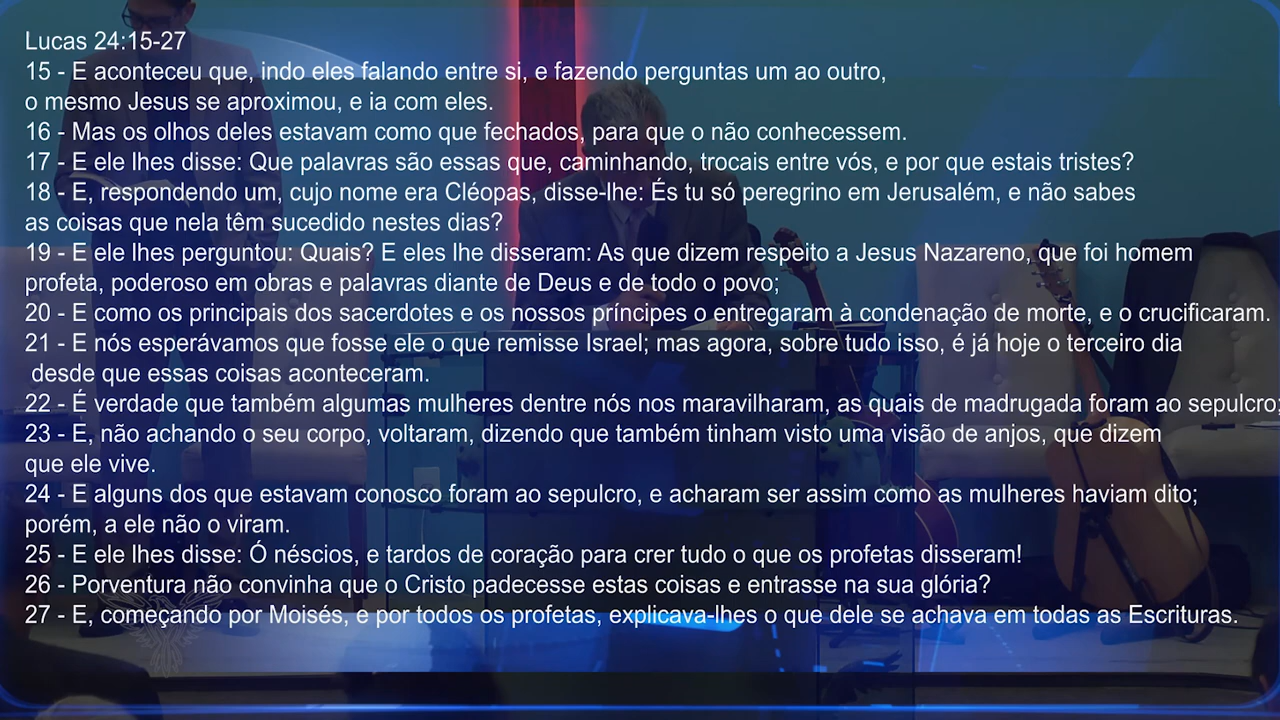 Lucas 24:15-27
15 - E aconteceu que, indo eles falando entre si, e fazendo perguntas um ao outro,
o mesmo Jesus se aproximou, e ia com eles.
16 - Mas os olhos deles estavam como que fechados, para que o não conhecessem.
17 - E ele lhes disse: Que palavras são essas que, caminhando, trocais entre vós, e por que estais tristes?
18 - E, respondendo um, cujo nome era Cléopas, disse-lhe: És tu só peregrino em Jerusalém, e não sabes
as coisas que nela têm sucedido nestes dias?
19 - E ele lhes perguntou: Quais? E eles lhe disseram: As que dizem respeito a Jesus Nazareno, que foi homem
profeta, poderoso em obras e palavras diante de Deus e de todo o povo;
20 - E como os principais dos sacerdotes e os nossos príncipes o entregaram à condenação de morte, e o crucificaram.
21 - E nós esperávamos que fosse ele o que remisse Israel; mas agora, sobre tudo isso, é já hoje o terceiro dia
desde que essas coisas aconteceram.
22 - É verdade que também algumas mulheres dentre nós nos maravilharam, as quais de madrugada foram ao sepulcro;
23 - E, não achando o seu corpo, voltaram, dizendo que também tinham visto uma visão de anjos, que dizem
que ele vive.
24 - E alguns dos que estavam conosco foram ao sepulcro, e acharam ser assim como as mulheres haviam dito;
porém, a ele não o viram.
25 - E ele lhes disse: Ó néscios, e tardos de coração para crer tudo o que os profetas disseram!
26 - Porventura não convinha que o Cristo padecesse estas coisas e entrasse na sua glória?
27 - E, começando por Moisés, e por todos os profetas, explicava-lhes o que dele se achava em todas as Escrituras.